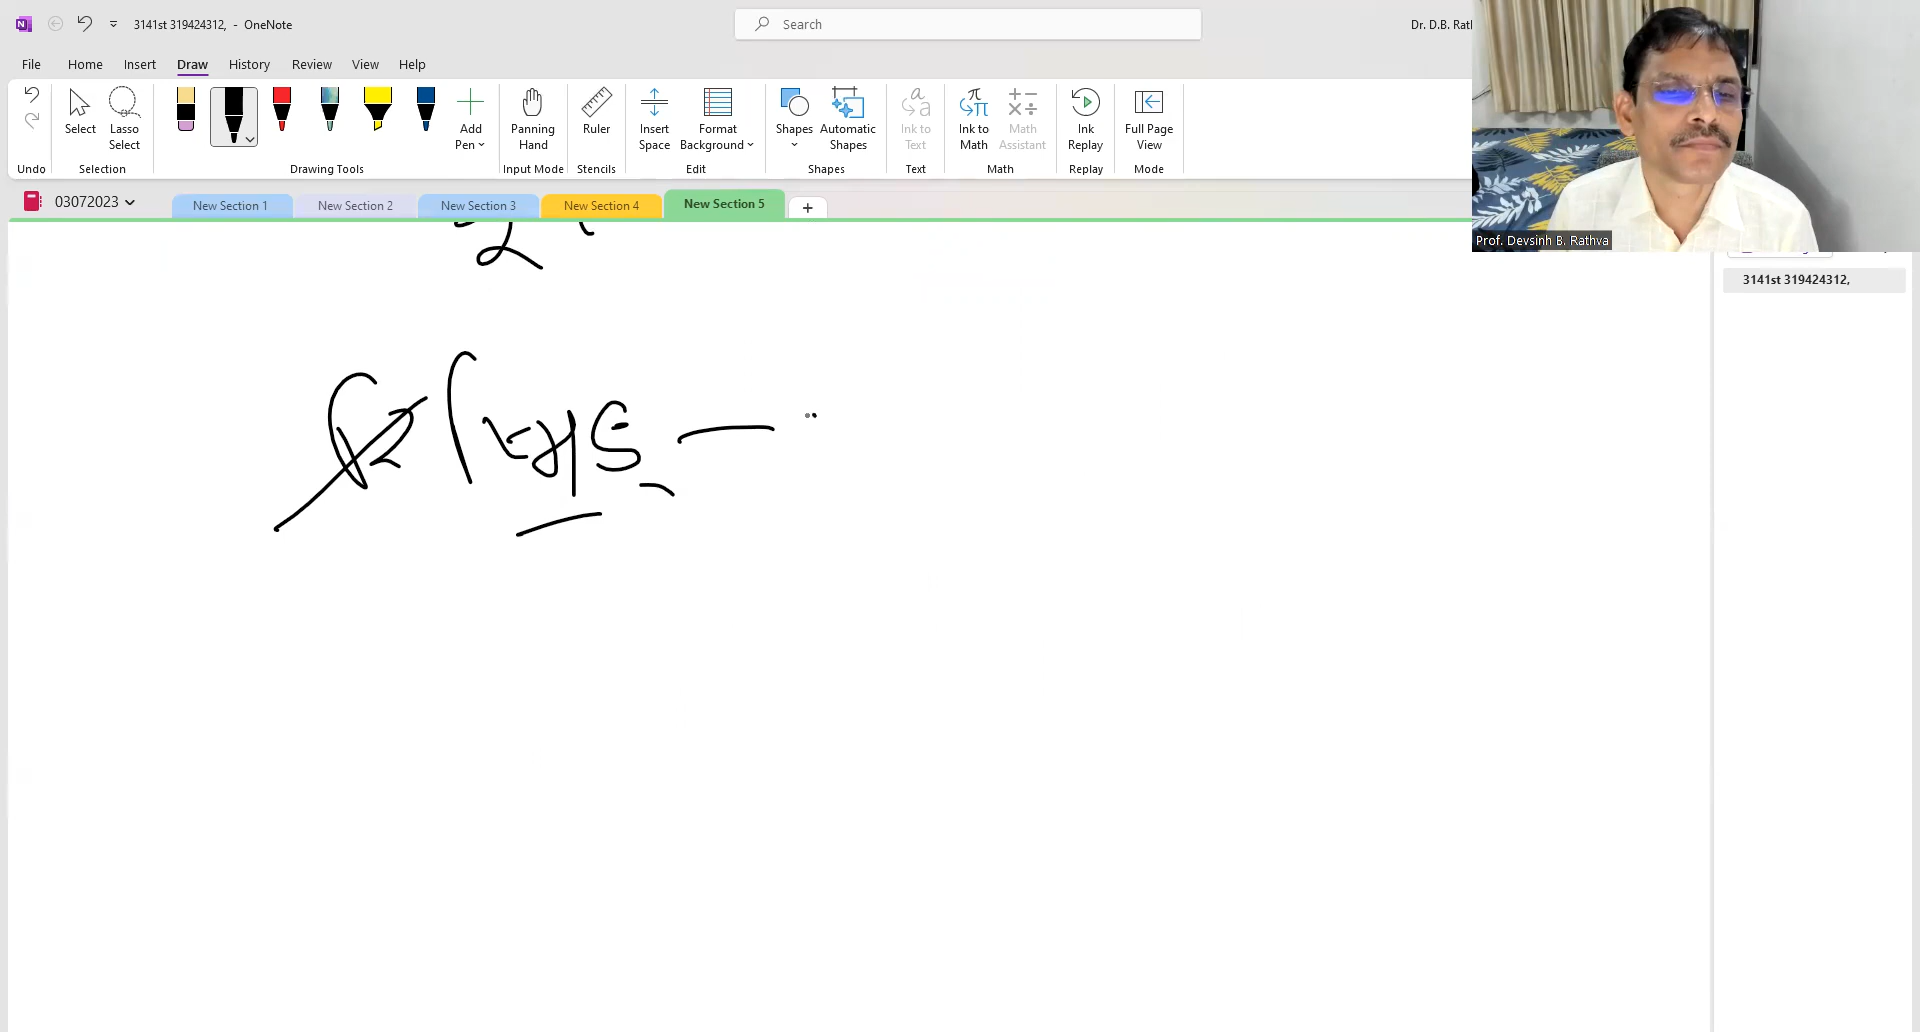 3141st 319424312, - OneNote
Search
Dr. D.B. Rath
File Home Insert Draw History Review View Help
Select
Lasso Select
Add Pen
Panning Hand
Ruler
Insert Space
Format Background
Shapes
Automatic Shapes
Ink to Text
Ink to Math
Math Assistant
Ink Replay
Full Page View
Undo Selection Drawing Tools Input Mode Stencils Edit Shapes Text Math Replay Mode
03072023 New Section 1 New Section 2 New Section 3 New Section 4 New Section 5 +
Prof. Devsinh B. Rathva
3141st 319424312,